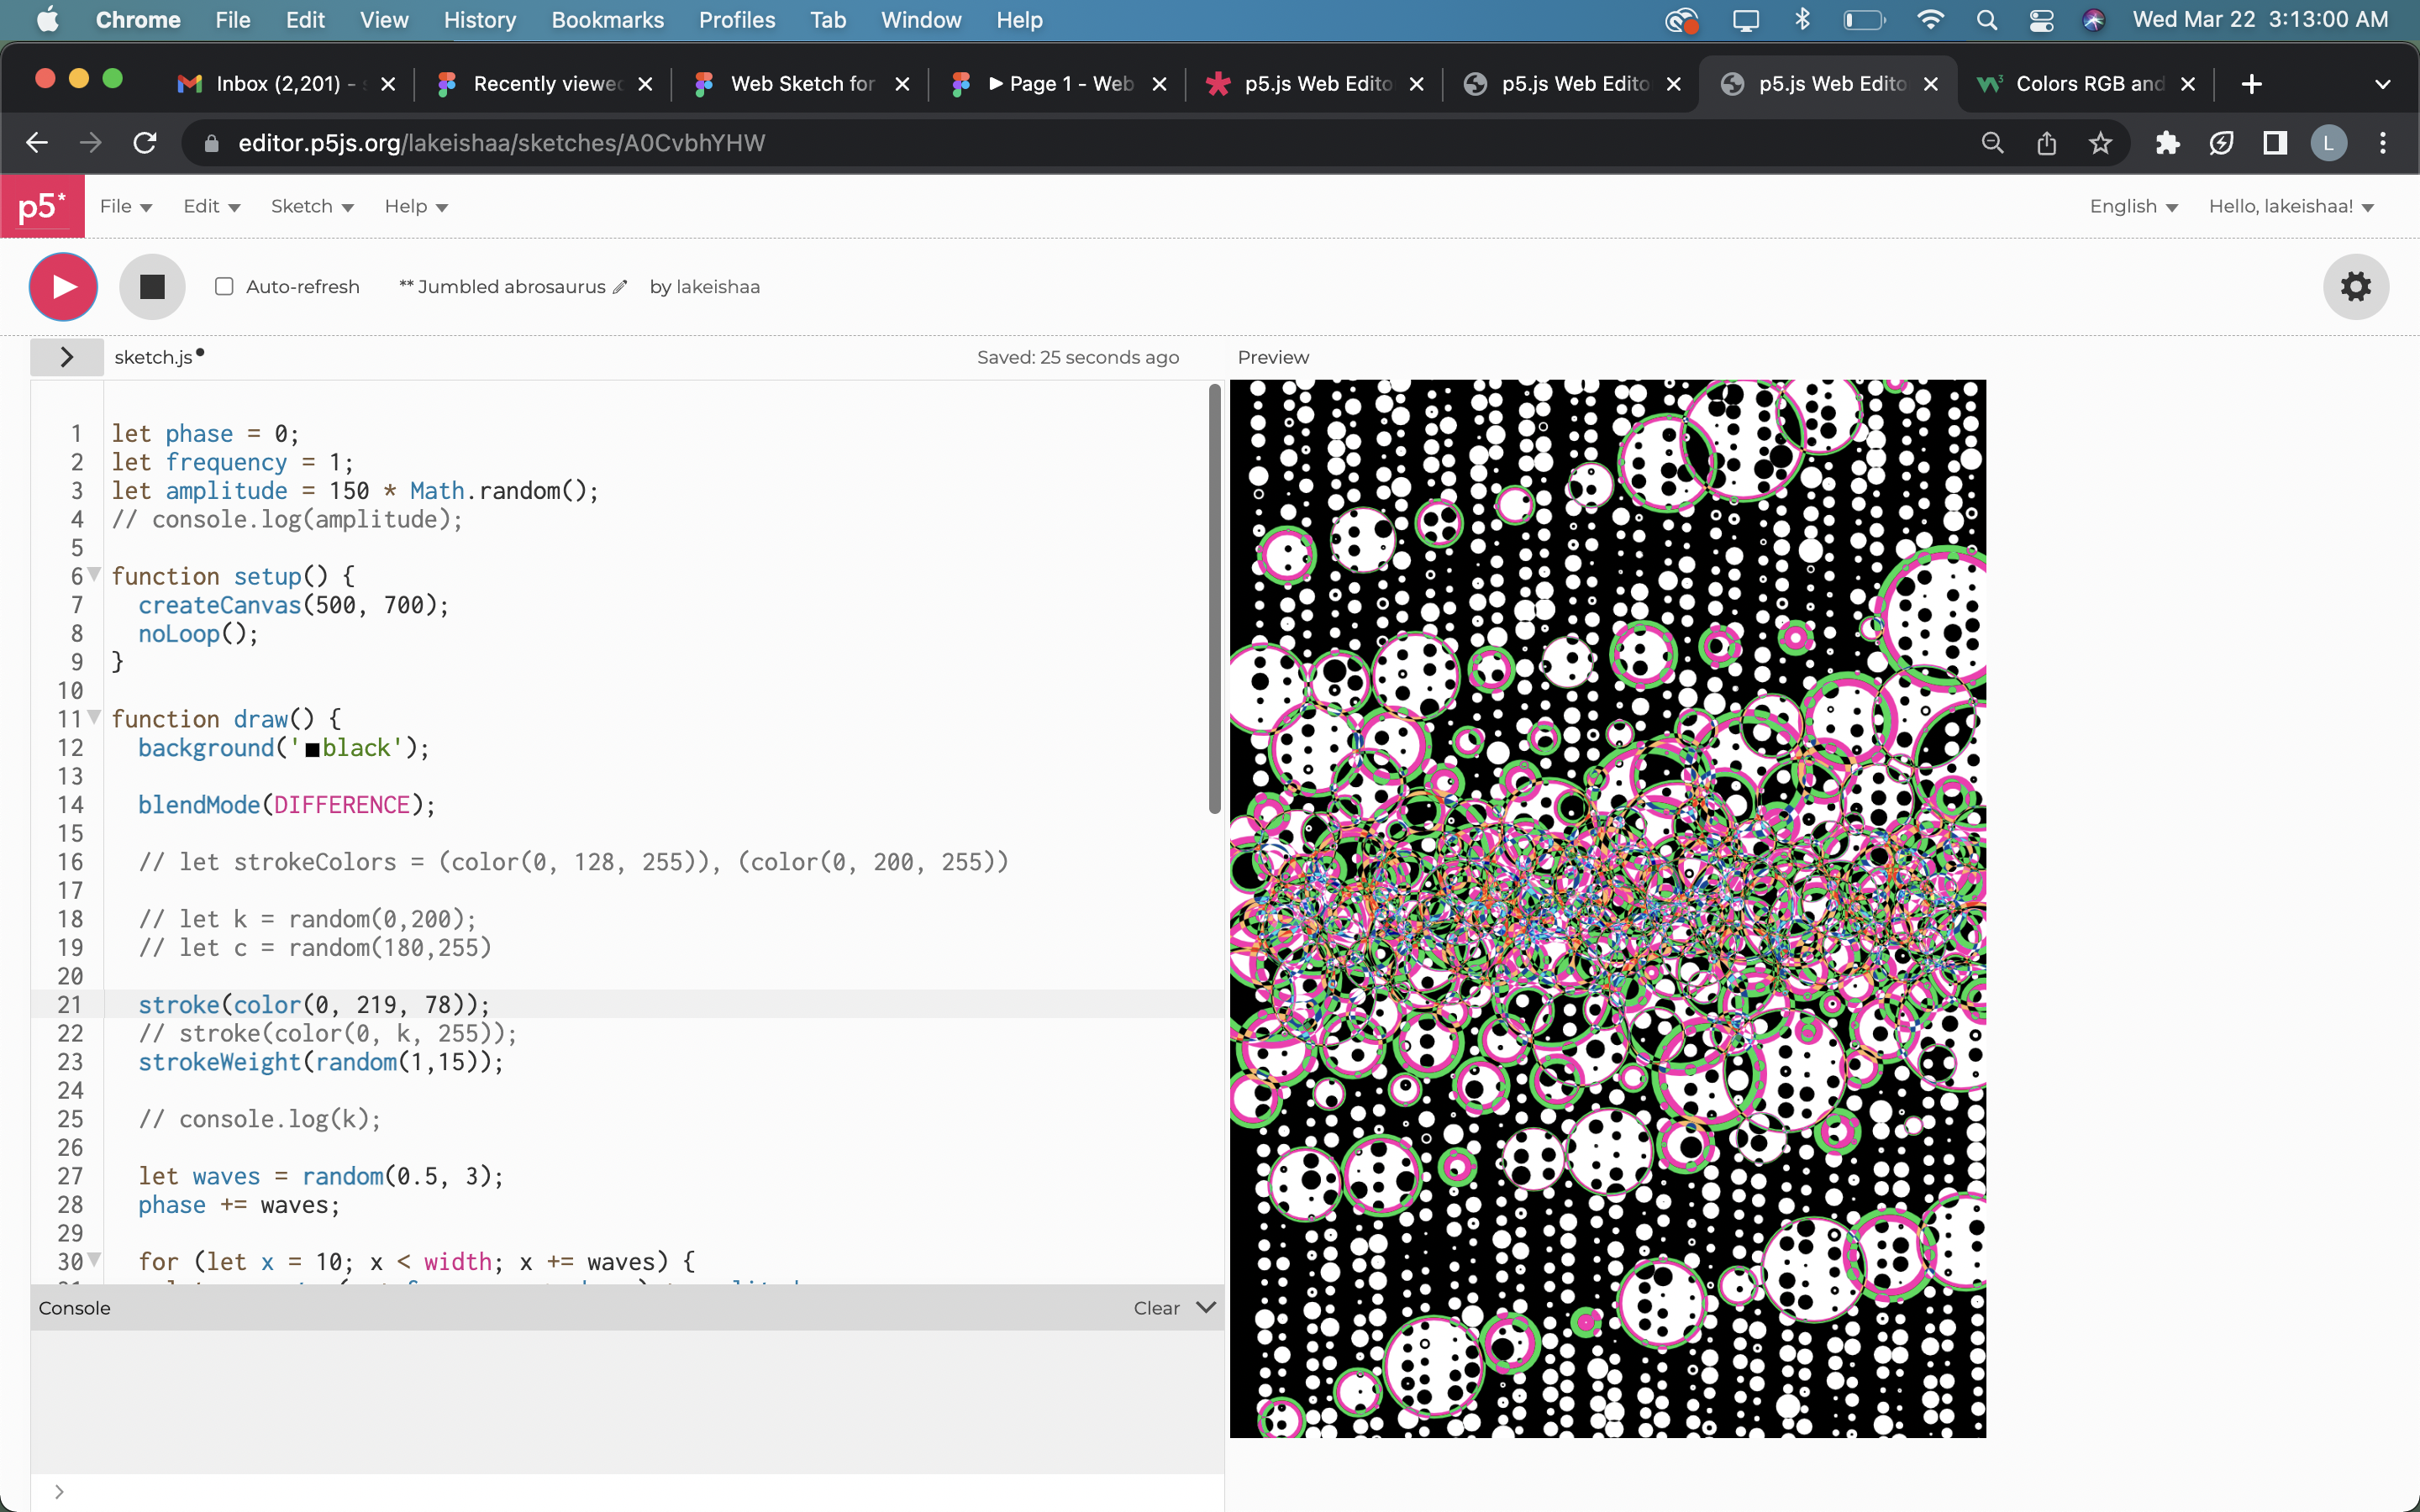 Chrome File Edit View History Bookmarks Profiles Tab Window Help Wed Mar 22 3:13:00 AM
Inbox (2,201) - Recently viewed Web Sketch for ▶ Page 1 - Web p5.js Web Edito p5.js Web Edito p5.js Web Edito Colors RGB and
editor.p5js.org/lakeishaa/sketches/A0CvbhYHW L
p5* File Edit Sketch Help English Hello, lakeishaa!
Auto-refresh ** Jumbled abrosaurus by lakeishaa
sketch.js Saved: 25 seconds ago Preview
1 let phase = 0;
2 let frequency = 1;
3 let amplitude = 150 * Math.random();
4 // console.log(amplitude);
5
6 function setup() {
7 createCanvas(500, 700);
8 noLoop();
9 }
10
11 function draw() {
12 background('black');
13
14 blendMode(DIFFERENCE);
15
16 // let strokeColors = (color(0, 128, 255)), (color(0, 200, 255))
17
18 // let k = random(0,200);
19 // let c = random(180,255)
20
21 stroke(color(0, 219, 78));
22 // stroke(color(0, k, 255));
23 strokeWeight(random(1,15));
24
25 // console.log(k);
26
27 let waves = random(0.5, 3);
28 phase += waves;
29
30 for (let x = 10; x < width; x += waves) {
Console Clear
>